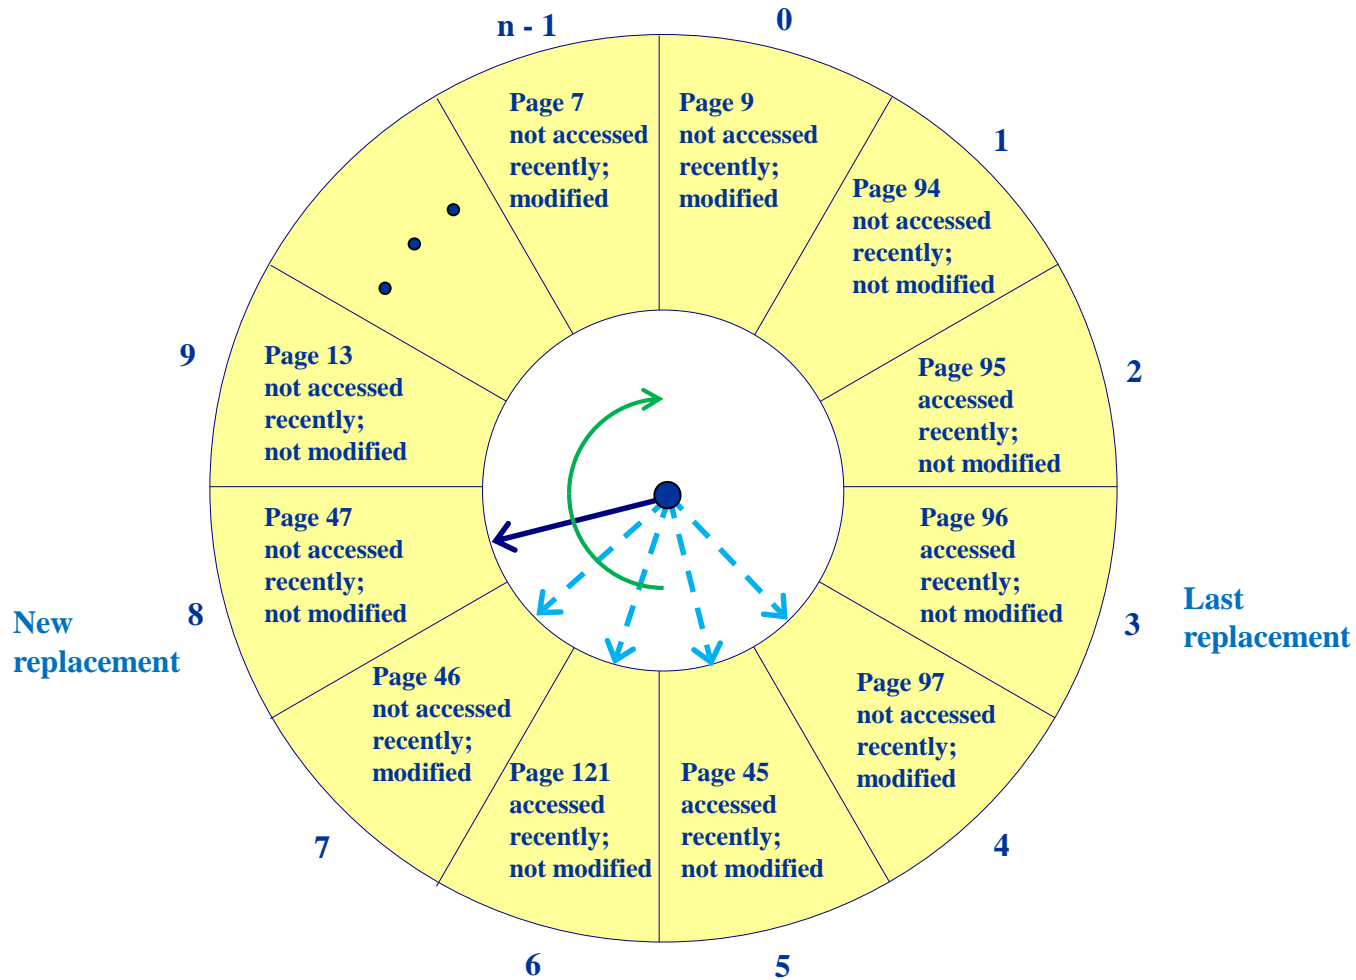 n - 1
0
Page 7
not accessed
recently;
modified
Page 9
not accessed
recently;
modified
1
Page 94
not accessed
recently;
not modified
2
Page 95
accessed
recently;
not modified
3
Page 96
accessed
recently;
not modified
Last
replacement
4
Page 97
not accessed
recently;
modified
5
Page 45
accessed
recently;
not modified
6
Page 121
accessed
recently;
not modified
7
Page 46
not accessed
recently;
modified
8
Page 47
not accessed
recently;
not modified
New
replacement
9
Page 13
not accessed
recently;
not modified